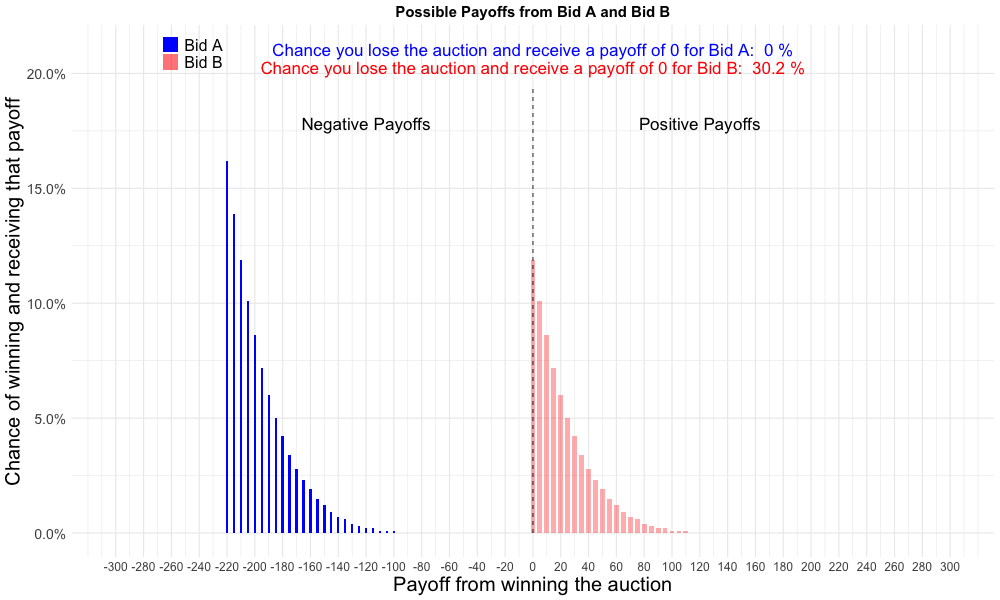 Possible Payoffs from Bid A and Bid B
Bid A
Bid B
Chance you lose the auction and receive a payoff of 0 for Bid A:  0 %
Chance you lose the auction and receive a payoff of 0 for Bid B:  30.2 %
Negative Payoffs
Positive Payoffs
Chance of winning and receiving that payoff
20.0%
15.0%
10.0%
5.0%
0.0%
-300 -280 -260 -240 -220 -200 -180 -160 -140 -120 -100 -80 -60 -40 -20 0 20 40 60 80 100 120 140 160 180 200 220 240 260 280 300
Payoff from winning the auction